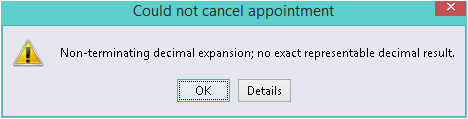 Could not cancel appointment
Non-terminating decimal expansion; no exact representable decimal result.
OK Details